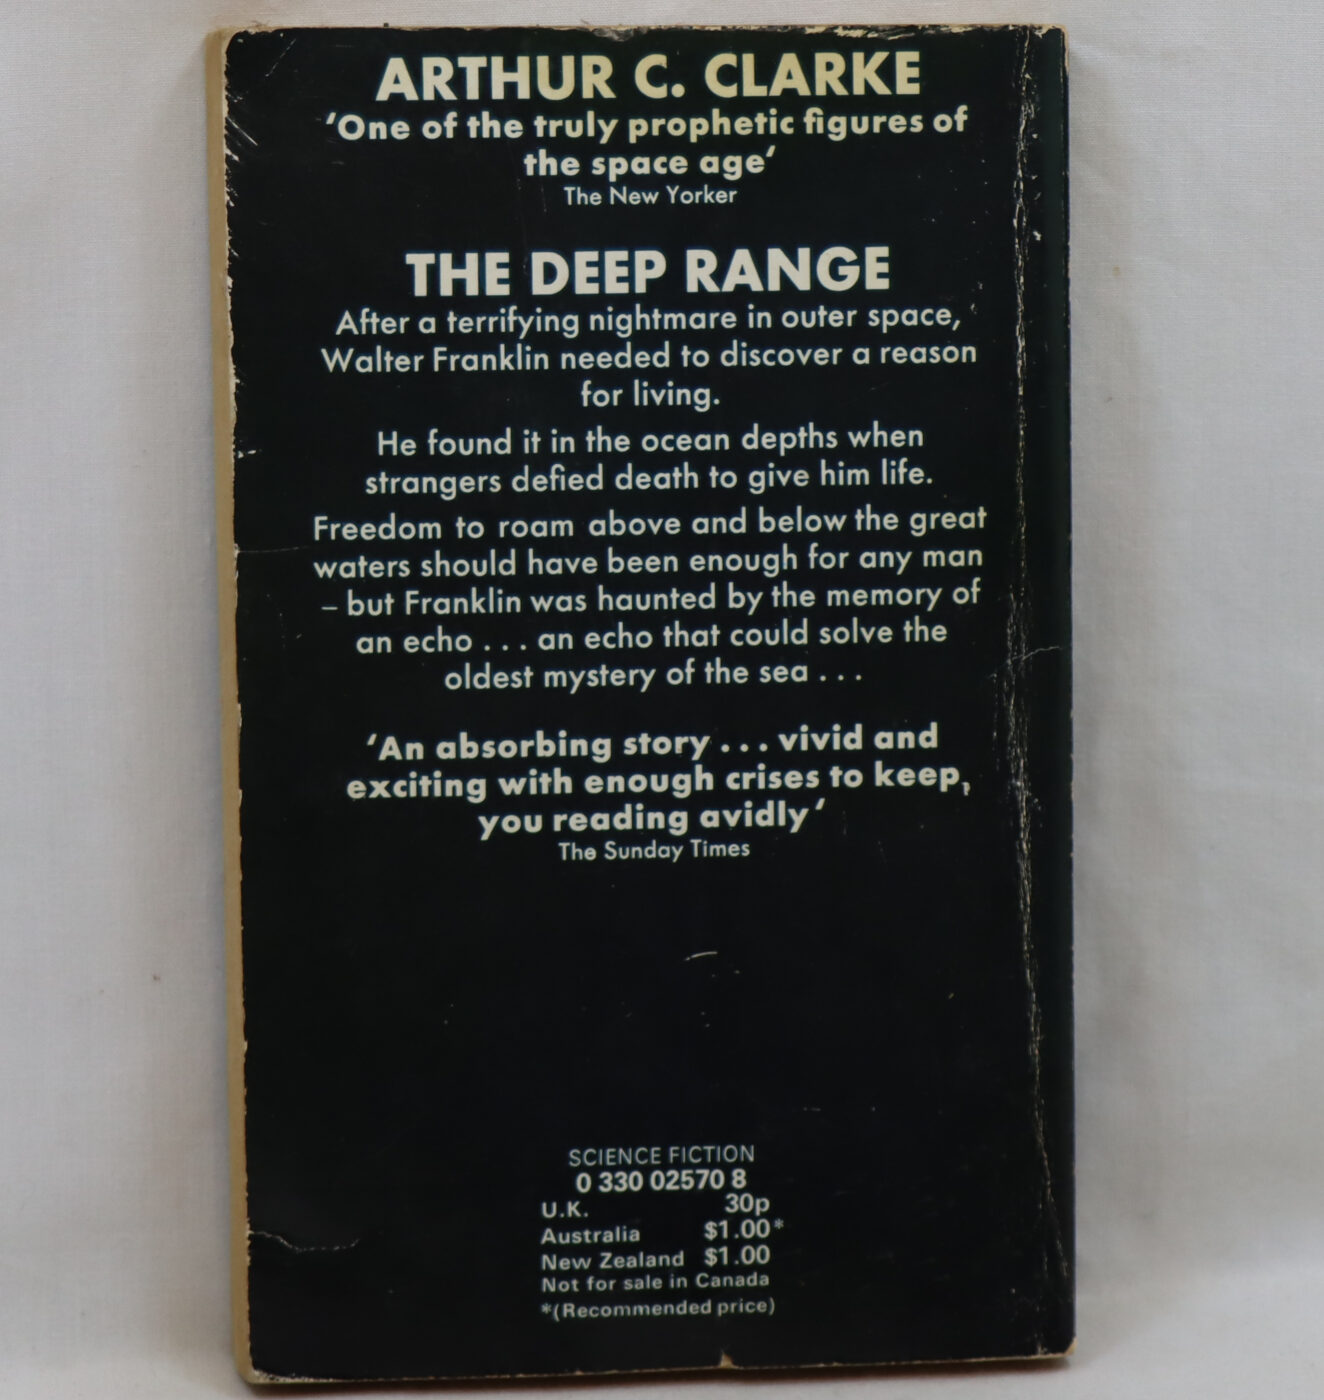 ARTHUR C. CLARKE
‘One of the truly prophetic figures of
the space age‘
The New Yorker
THE DEEP RANGE
After a terrifying nightmare in outer space,
Walter Franklin needed to discover a reason
for living.
He found it in the ocean depths when
strangers defied death to give him life.
Freedom to roam above and below the great
waters should have been enough for any man
– but Franklin was haunted by the memory of
an echo . . . an echo that could solve the
oldest mystery of the sea . . .
‘An absorbing story . . . vivid and
exciting with enough crises to keep
you reading avidly‘
The Sunday Times
SCIENCE FICTION
0 330 02570 8
U.K. 30p
Australia $1.00*
New Zealand $1.00
Not for sale in Canada
*(Recommended price)